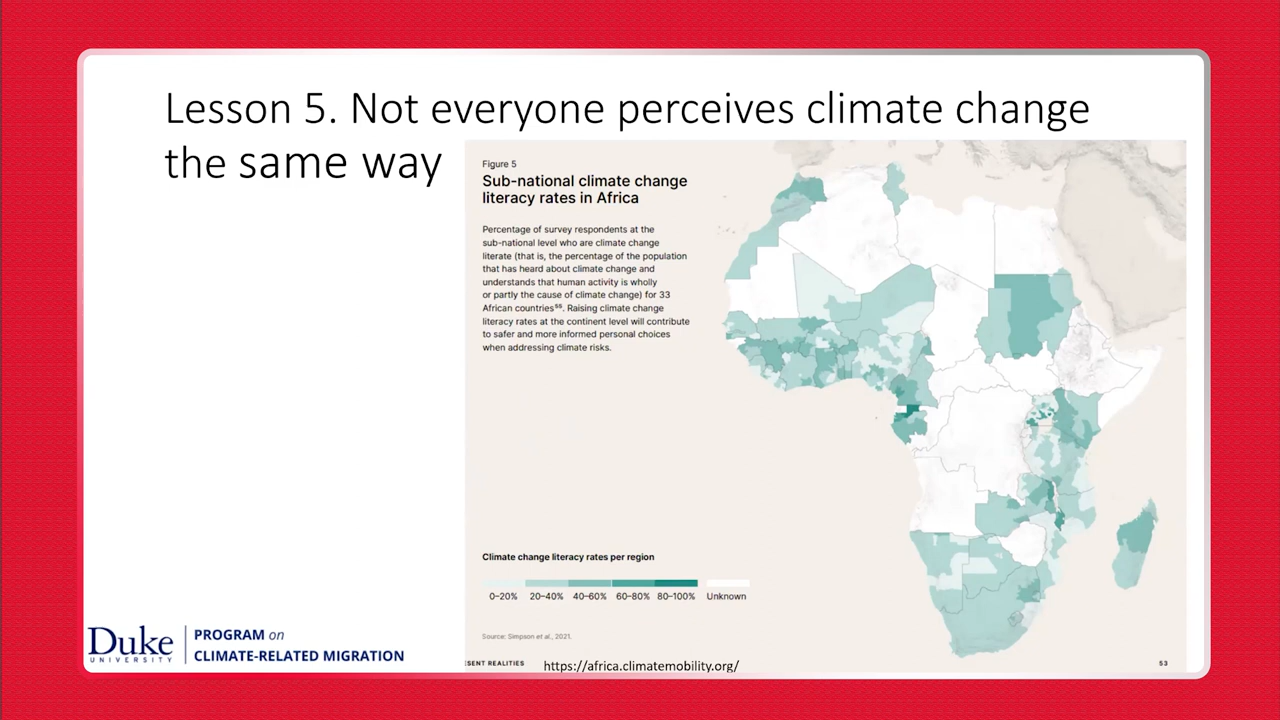 Lesson 5. Not everyone perceives climate change
the same way
Figure 5
Sub-national climate change
literacy rates in Africa
Percentage of survey respondents at the
sub-national level who are climate change
literate (that is, the percentage of the population
that has heard about climate change and
understands that human activity is wholly
or partly the cause of climate change) for 33
African countries⁵⁵. Raising climate change
literacy rates at the continent level will contribute
to safer and more informed personal choices
when addressing climate risks.
Climate change literacy rates per region
0–20% 20–40% 40–60% 60–80% 80–100% Unknown
Source: Simpson et al., 2021.
ESENT REALITIES
https://africa.climatemobility.org/
53
Duke
UNIVERSITY
PROGRAM on
CLIMATE-RELATED MIGRATION